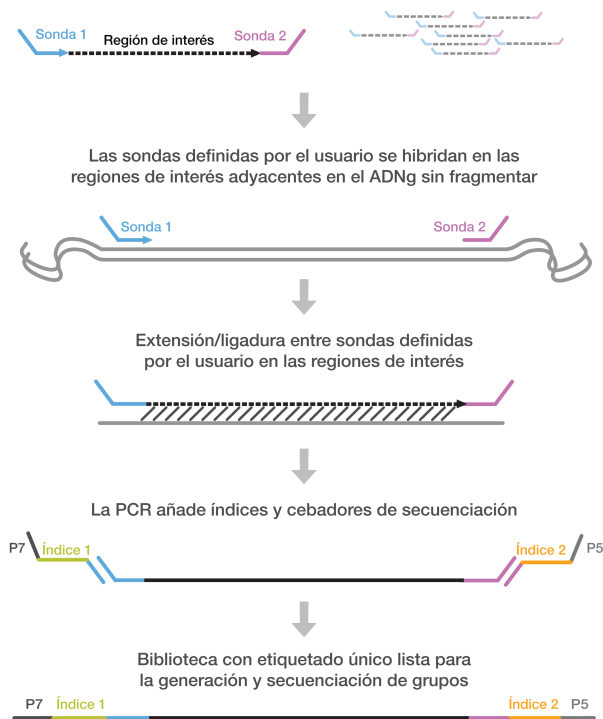 Sonda 1
Región de interés
Sonda 2
Las sondas definidas por el usuario se hibridan en las
regiones de interés adyacentes en el ADNg sin fragmentar
Sonda 1
Sonda 2
Extensión/ligadura entre sondas definidas
por el usuario en las regiones de interés
La PCR añade índices y cebadores de secuenciación
P7
Índice 1
Índice 2
P5
Biblioteca con etiquetado único lista para
la generación y secuenciación de grupos
P7
Índice 1
Índice 2
P5